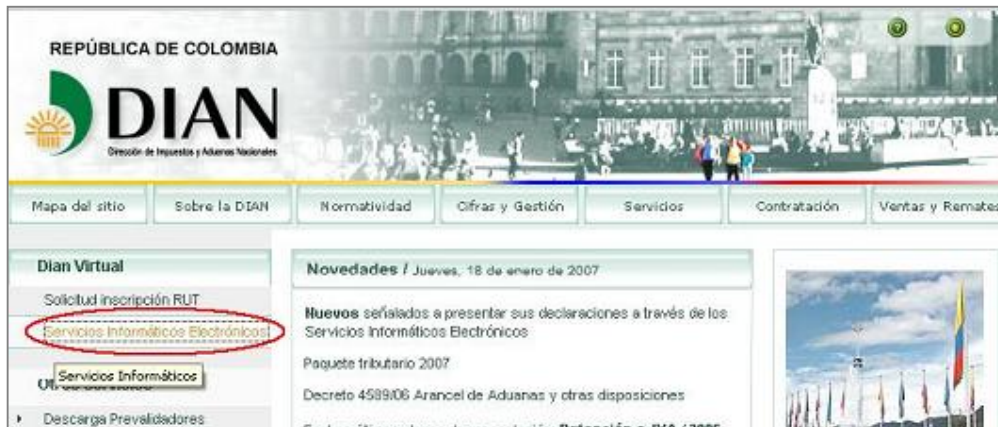 REPÚBLICA DE COLOMBIA
DIAN
Dirección de Impuestos y Aduanas Nacionales
Mapa del sitio
Sobre la DIAN
Normatividad
Cifras y Gestión
Servicios
Contratación
Ventas y Remates
Dian Virtual
Solicitud inscripción RUT
Servicios Informáticos Electrónicos
Servicios Informáticos
Descarga Prevalidadores
Novedades / Jueves, 18 de enero de 2007
Nuevos señalados a presentar sus declaraciones a través de los
Servicios Informáticos Electrónicos
Paquete tributario 2007
Decreto 4589/06 Arancel de Aduanas y otras disposiciones